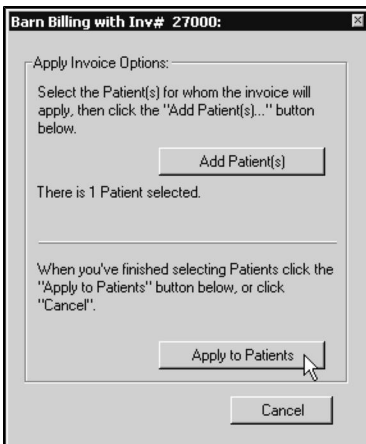 Barn Billing with Inv# 27000:
Apply Invoice Options:
Select the Patient(s) for whom the invoice will
apply, then click the "Add Patient(s)..." button
below.
Add Patient(s)
There is 1 Patient selected.
When you've finished selecting Patients click the
"Apply to Patients" button below, or click
"Cancel".
Apply to Patients
Cancel